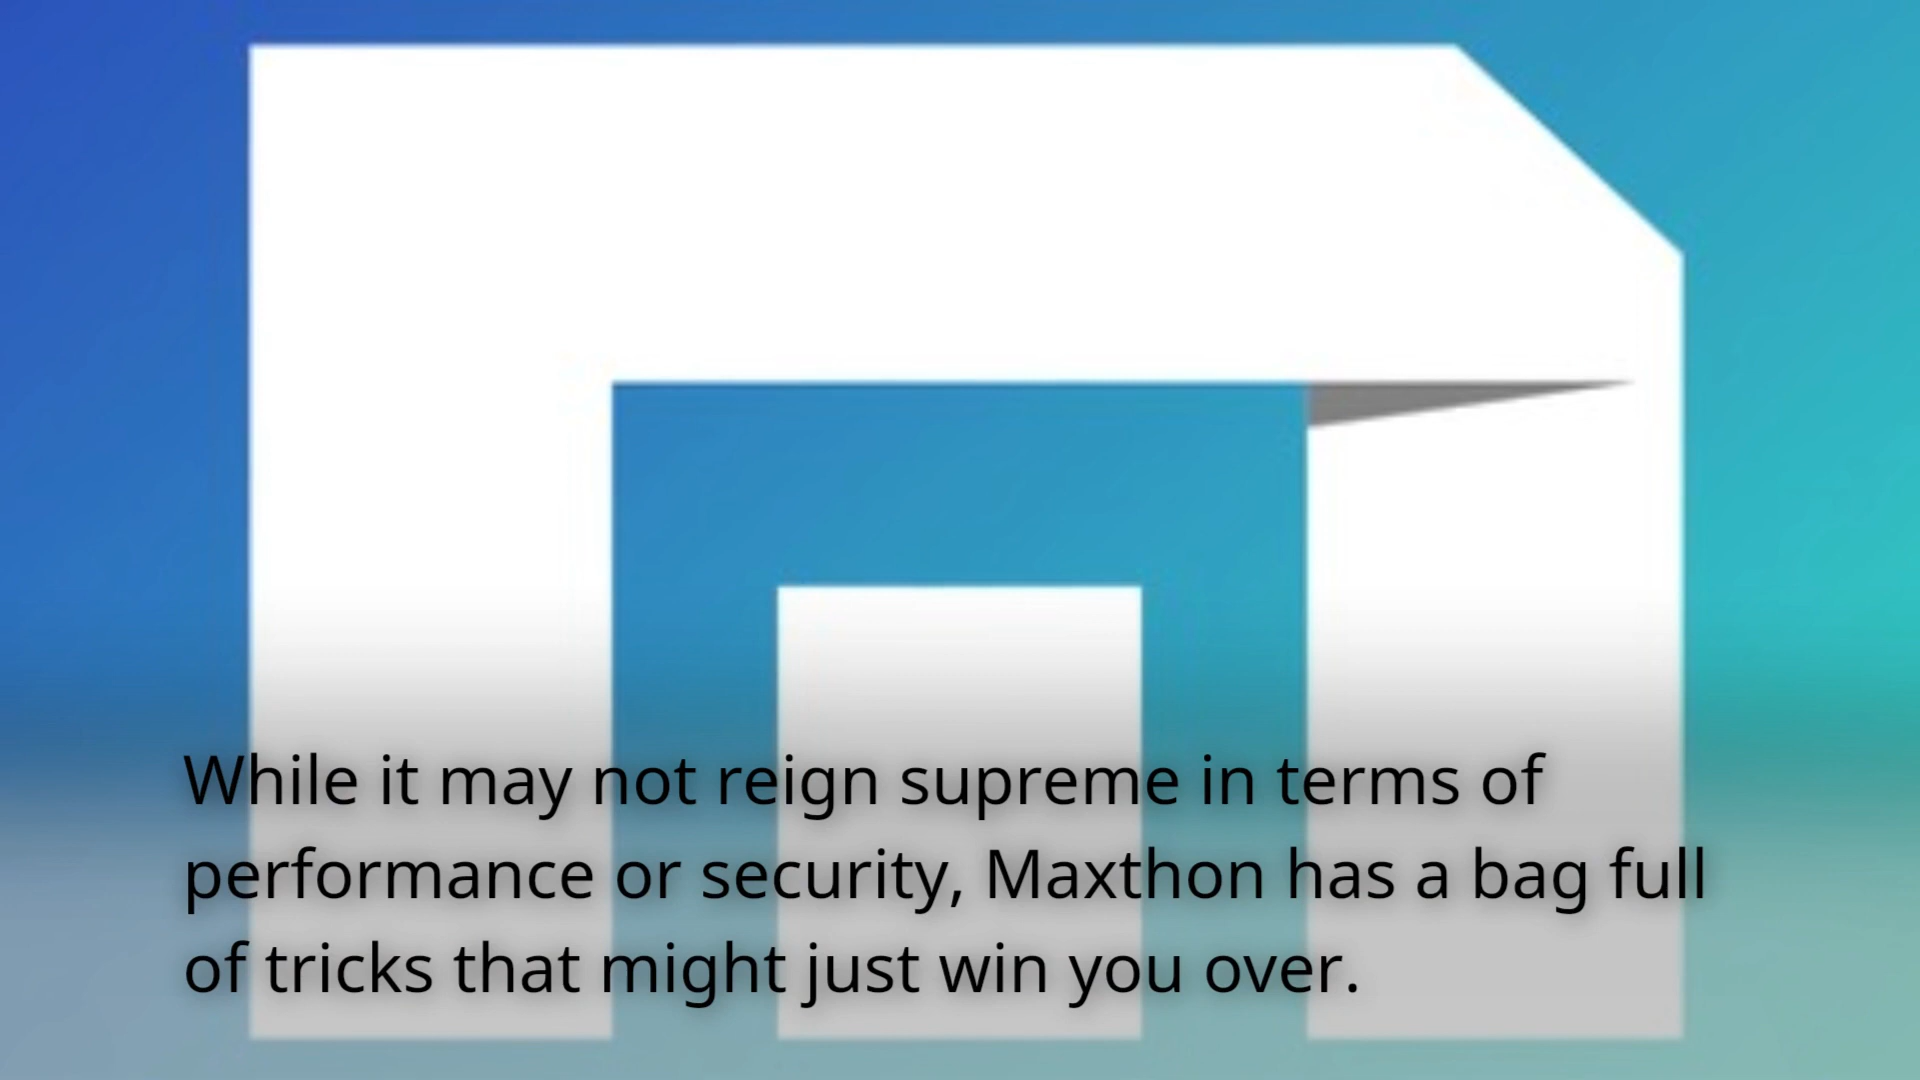 While it may not reign supreme in terms of
performance or security, Maxthon has a bag full
of tricks that might just win you over.